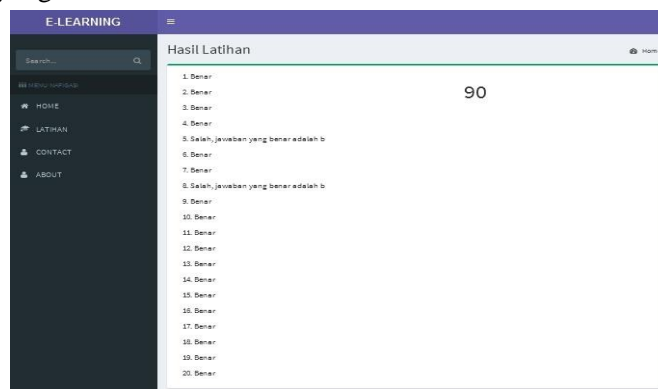 E-LEARNING
Hasil Latihan
Hom
Search...
MENU NAVIGASI
HOME
LATIHAN
CONTACT
ABOUT
1. Benar
2. Benar
3. Benar
4. Benar
5. Salah, jawaban yang benar adalah b
6. Benar
7. Benar
8. Salah, jawaban yang benar adalah b
9. Benar
10. Benar
11. Benar
12. Benar
13. Benar
14. Benar
15. Benar
16. Benar
17. Benar
18. Benar
19. Benar
20. Benar
90